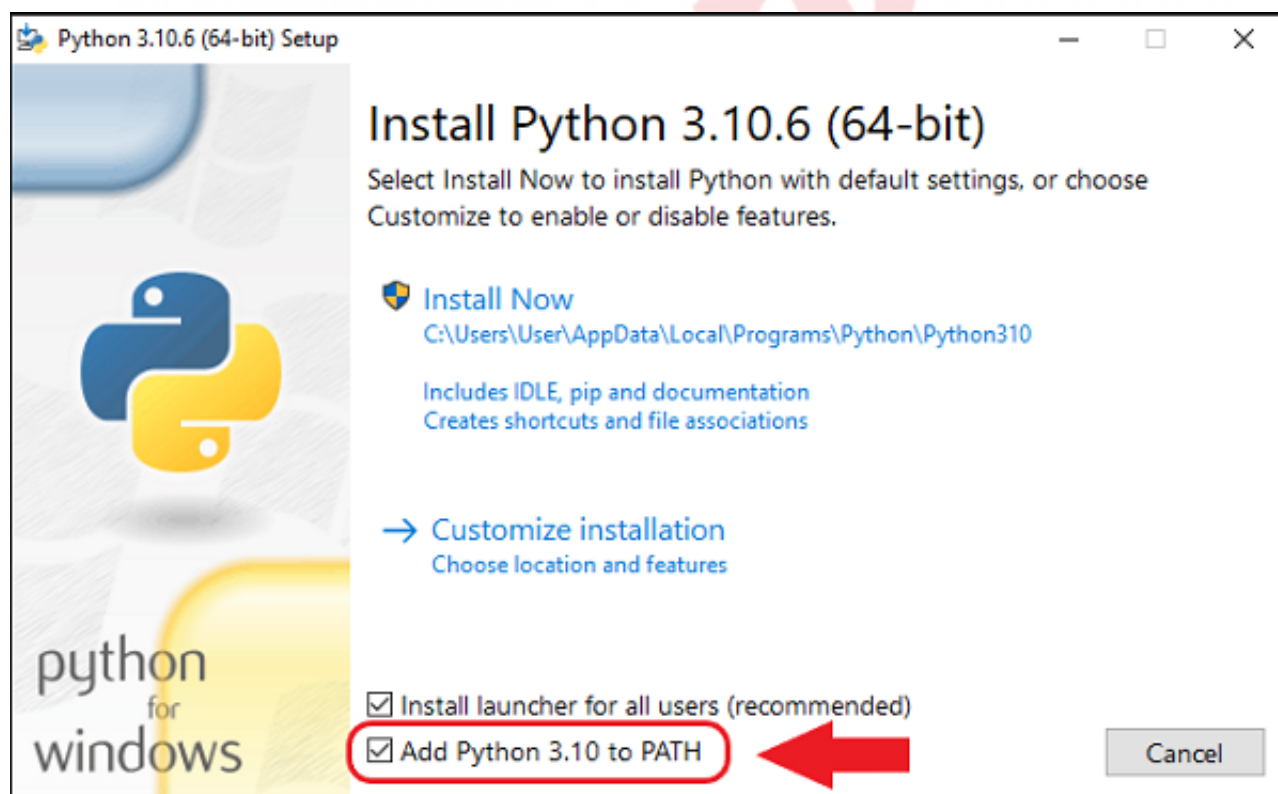 Python 3.10.6 (64-bit) Setup
Install Python 3.10.6 (64-bit)
Select Install Now to install Python with default settings, or choose
Customize to enable or disable features.
Install Now
C:\Users\User\AppData\Local\Programs\Python\Python310
Includes IDLE, pip and documentation
Creates shortcuts and file associations
Customize installation
Choose location and features
python
for
windows
Install launcher for all users (recommended)
Add Python 3.10 to PATH
Cancel